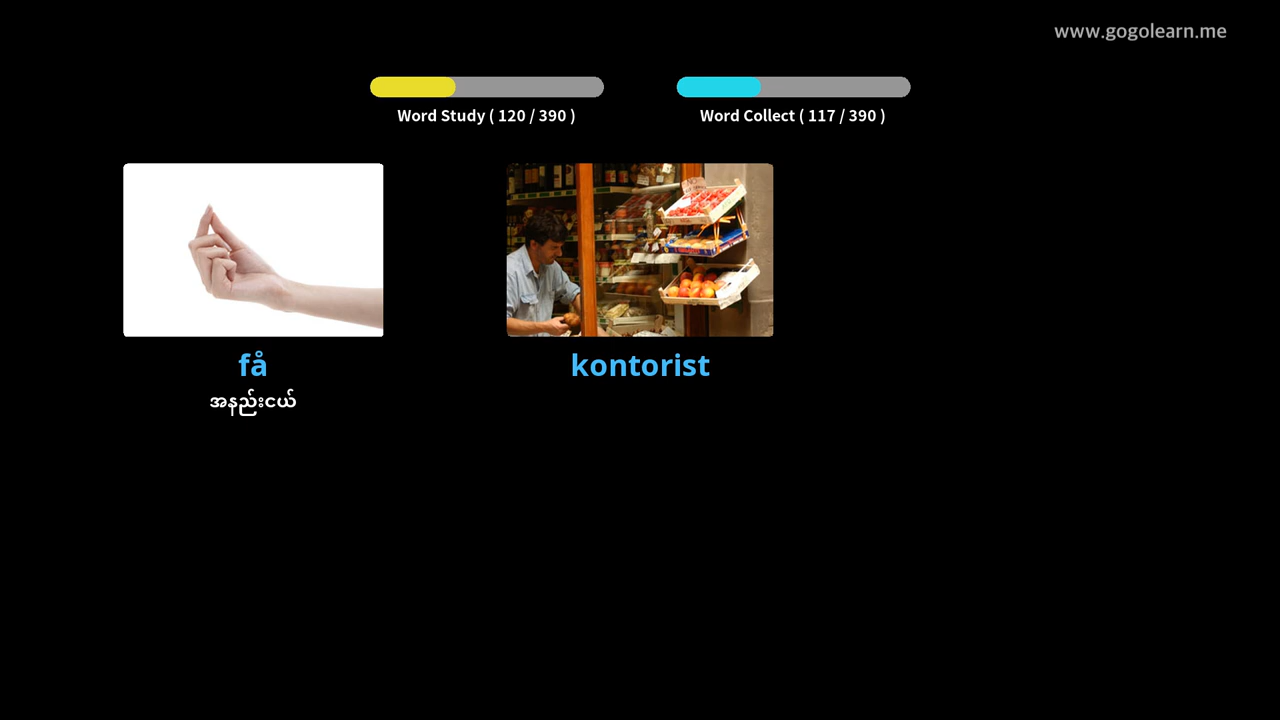 www.gogolearn.me
Word Study ( 120 / 390 )
Word Collect ( 117 / 390 )
få
kontorist
အနည်းငယ်